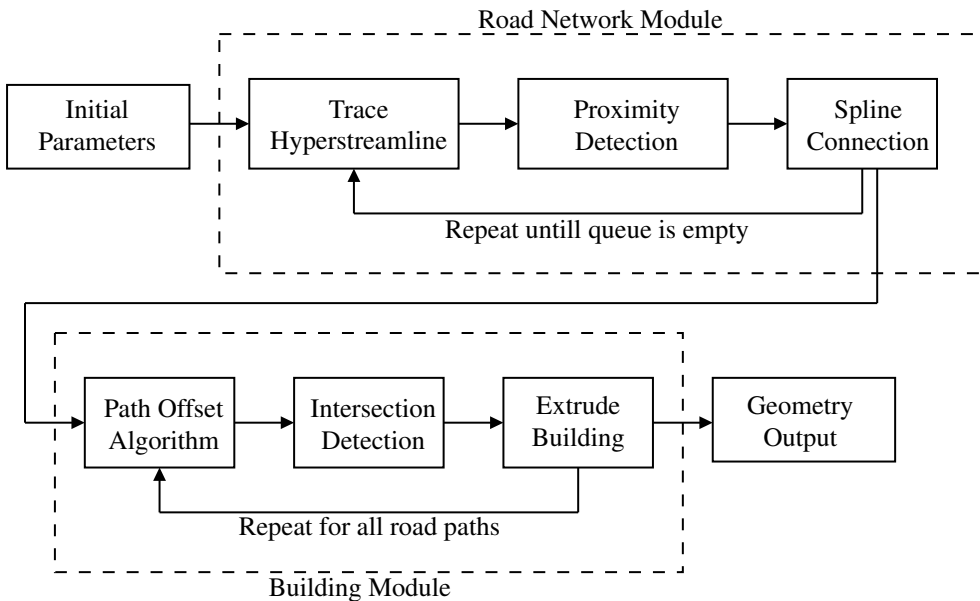 Road Network Module
Initial
Parameters
Trace
Hyperstreamline
Proximity
Detection
Spline
Connection
Repeat untill queue is empty
Path Offset
Algorithm
Intersection
Detection
Extrude
Building
Geometry
Output
Repeat for all road paths
Building Module